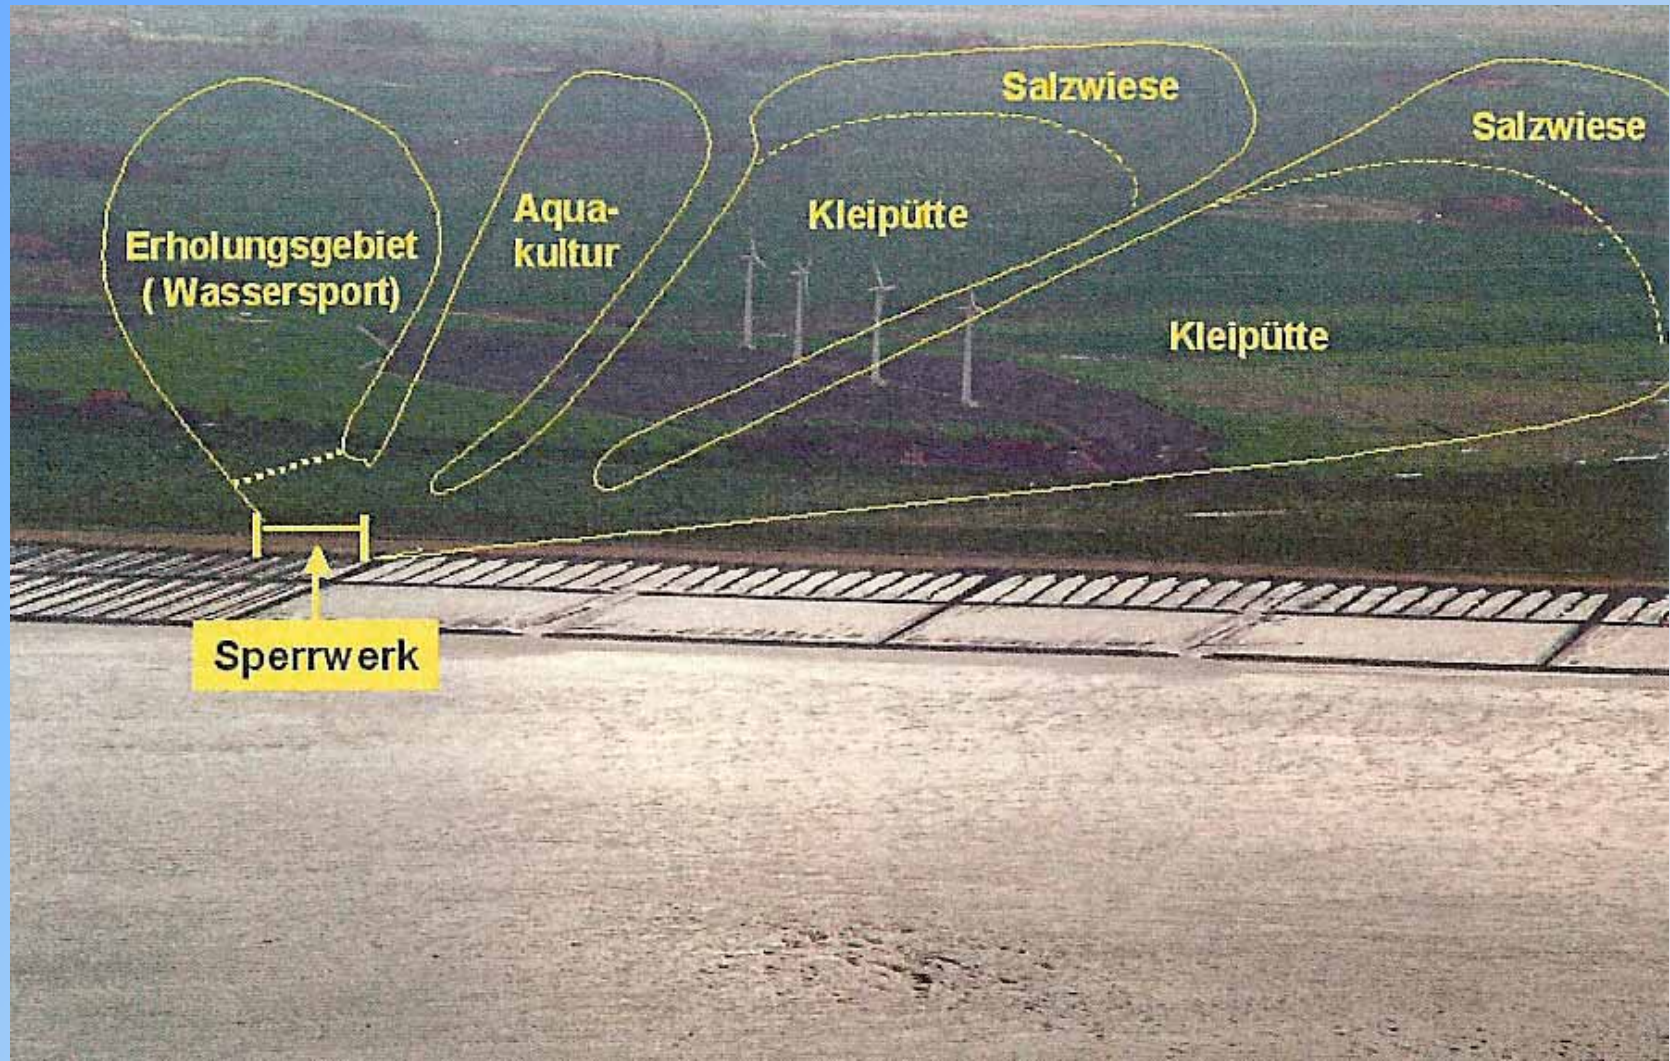 Salzwiese
Salzwiese
Aqua-
kultur
Kleipütte
Erholungsgebiet
( Wassersport)
Kleipütte
Sperrwerk